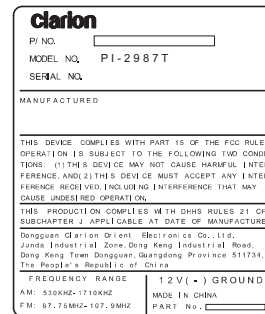 Clarion
P/ NO.
MODEL NO. PI-2987T
SERIAL NO.
MANUFACTURED
THIS DEVICE COMPLIES WITH PART 15 OF THE FCC RULE
OPERATION IS SUBJECT TO THE FOLLOWING TWO CONDI
TIONS: (1) THIS DEVICE MAY NOT CAUSE HARMFUL INTE
FERENCE, AND(2) THIS DEVICE MUST ACCEPT ANY INTE
FERENCE RECEIVED, INCLUDING INTERFERENCE THAT MAY
CAUSE UNDESIRED OPERATION.
THIS PRODUCTION COMPLIES WITH DHHS RULES 21 CF
SUBCHAPTER J APPLICABLE AT DATE OF MANUFACTURE
Dongguan Clarion Orient Electronics Co., Ltd.
Junda Industrial Zone, Dong Keng Industrial Road,
Dong Keng Town Dongguan, Guangdong Province 511734,
The People's Republic of China
FREQUENCY RANGE
AM: 530KHZ-1710KHZ
FM: 87.75MHZ-107.9MHZ
12V(-) GROUND
MADE IN CHINA
PART No.